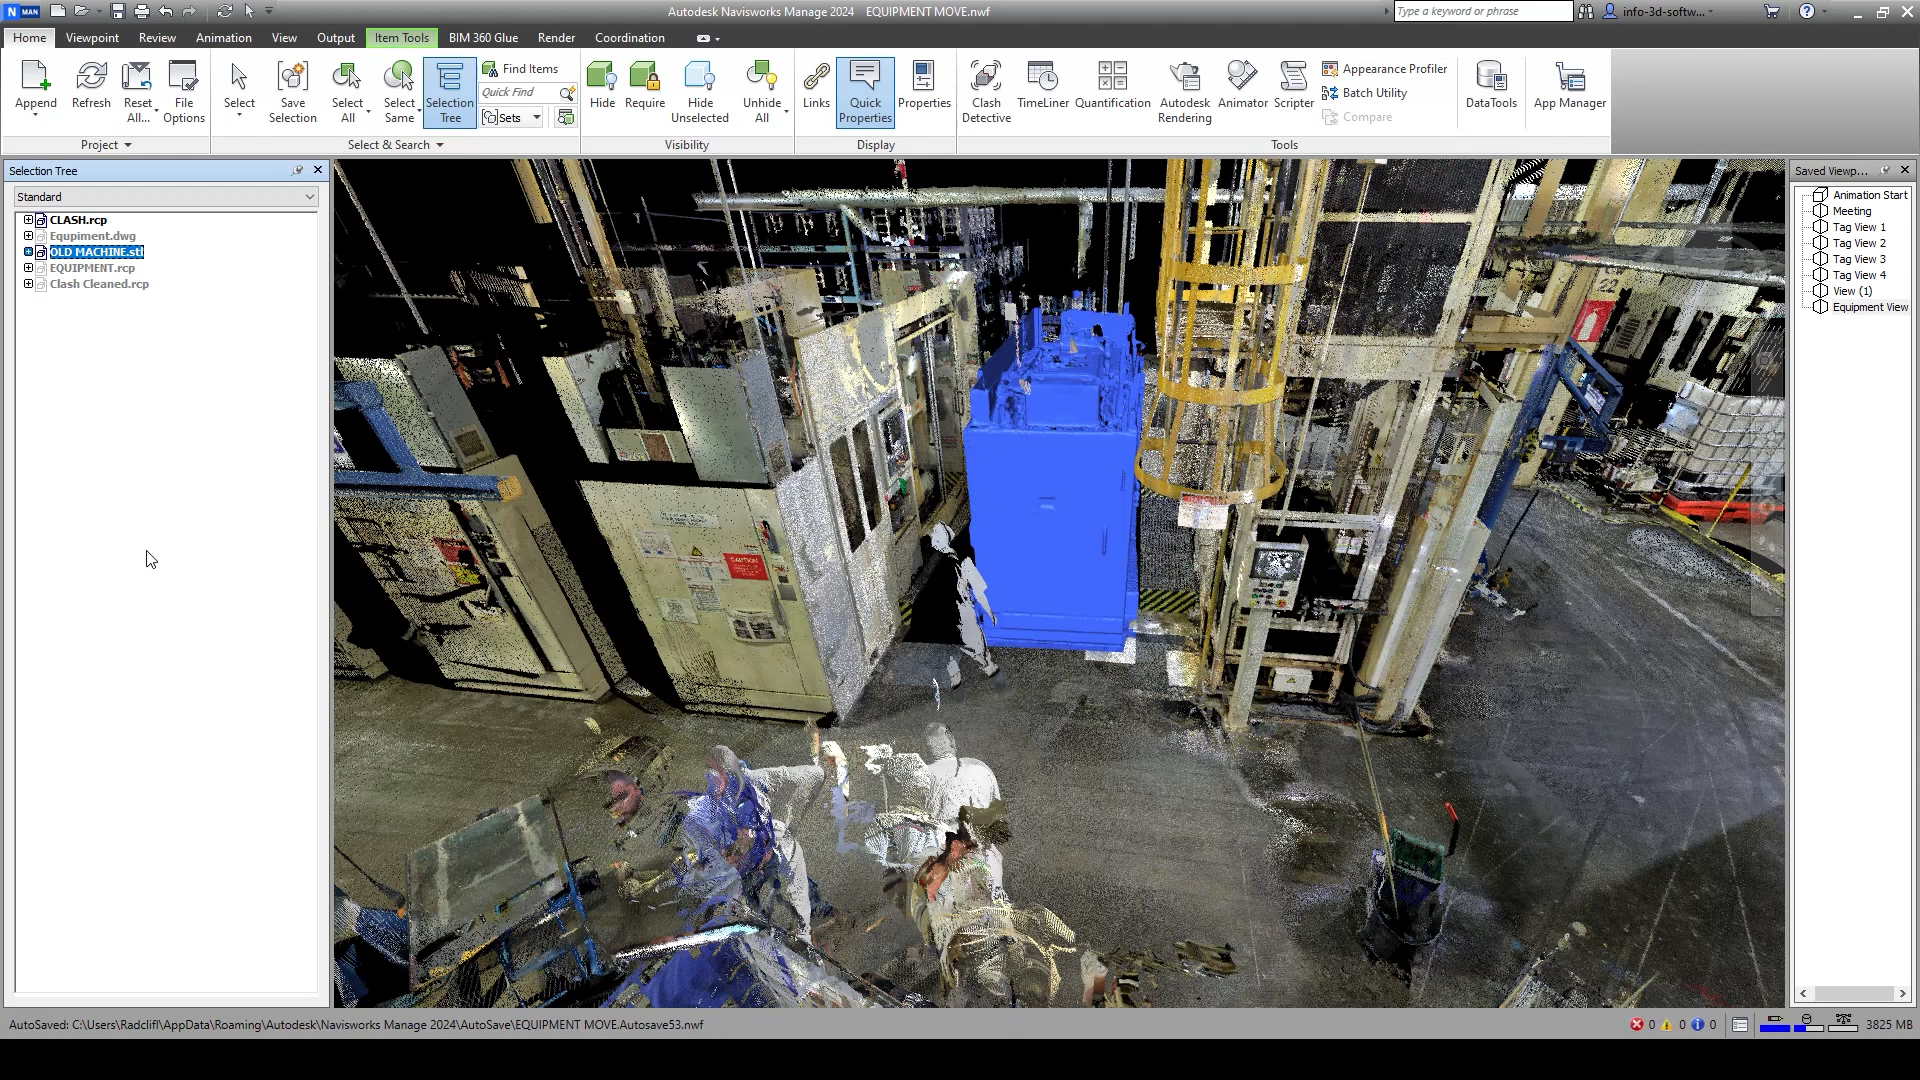 N MAN
Autodesk Navisworks Manage 2024 EQUIPMENT MOVE.nwf
Type a keyword or phrase
info-3d-softw...
Home Viewpoint Review Animation View Output Item Tools BIM 360 Glue Render Coordination
Append
Refresh
Reset All...
File Options
Select
Save Selection
Select All
Select Same
Selection Tree
Find Items
Quick Find
Sets
Hide
Require
Hide Unselected
Unhide All
Links
Quick Properties
Properties
Clash Detective
TimeLiner
Quantification
Autodesk Rendering
Animator
Scripter
Appearance Profiler
Batch Utility
Compare
DataTools
App Manager
Project
Select & Search
Visibility
Display
Tools
Selection Tree
Standard
CLASH.rcp
Equpiment.dwg
OLD MACHINE.stl
EQUIPMENT.rcp
Clash Cleaned.rcp
22
CAUTION
Saved Viewp...
Animation Start
Meeting
Tag View 1
Tag View 2
Tag View 3
Tag View 4
View (1)
Equipment View
AutoSaved: C:\Users\Radclifl\AppData\Roaming\Autodesk\Navisworks Manage 2024\AutoSave\EQUIPMENT MOVE.Autosave53.nwf
0 0 0
3825 MB